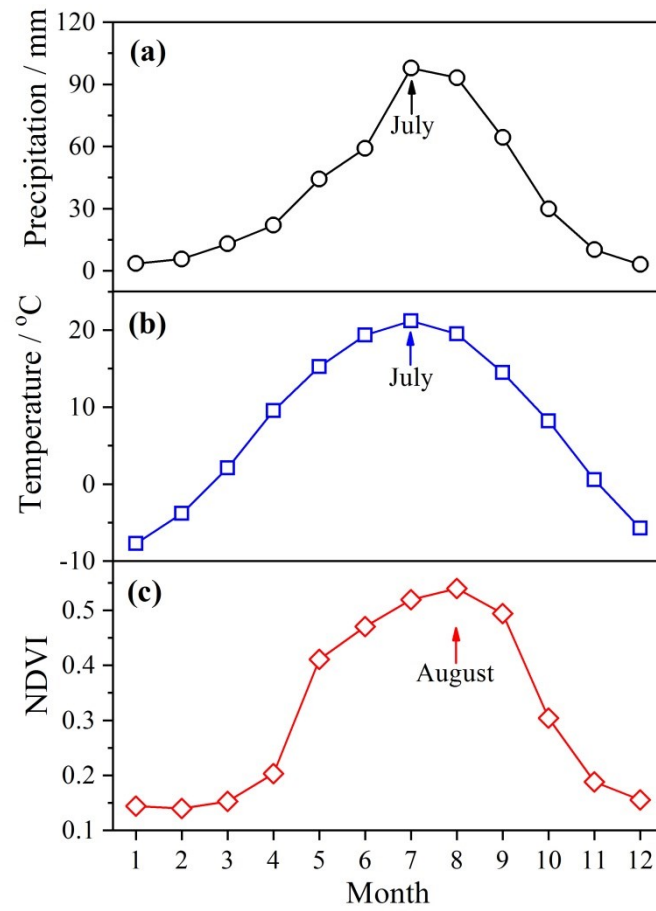 (a)
Precipitation / mm
120
90
60
30
0
July
(b)
Temperature / °C
20
10
0
-10
July
(c)
NDVI
0.5
0.4
0.3
0.2
0.1
August
1 2 3 4 5 6 7 8 9 10 11 12
Month